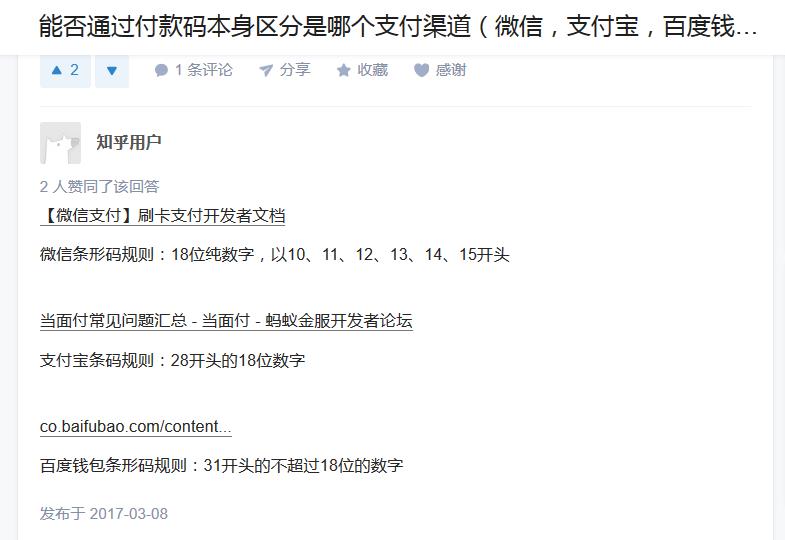 能否通过付款码本身区分是哪个支付渠道（微信，支付宝，百度钱…
2 1 条评论 分享 收藏 感谢
知乎用户
2 人赞同了该回答
【微信支付】刷卡支付开发者文档
微信条形码规则：18位纯数字，以10、11、12、13、14、15开头
当面付常见问题汇总 - 当面付 - 蚂蚁金服开发者论坛
支付宝条码规则：28开头的18位数字
co.baifubao.com/content...
百度钱包条形码规则：31开头的不超过18位的数字
发布于 2017-03-08